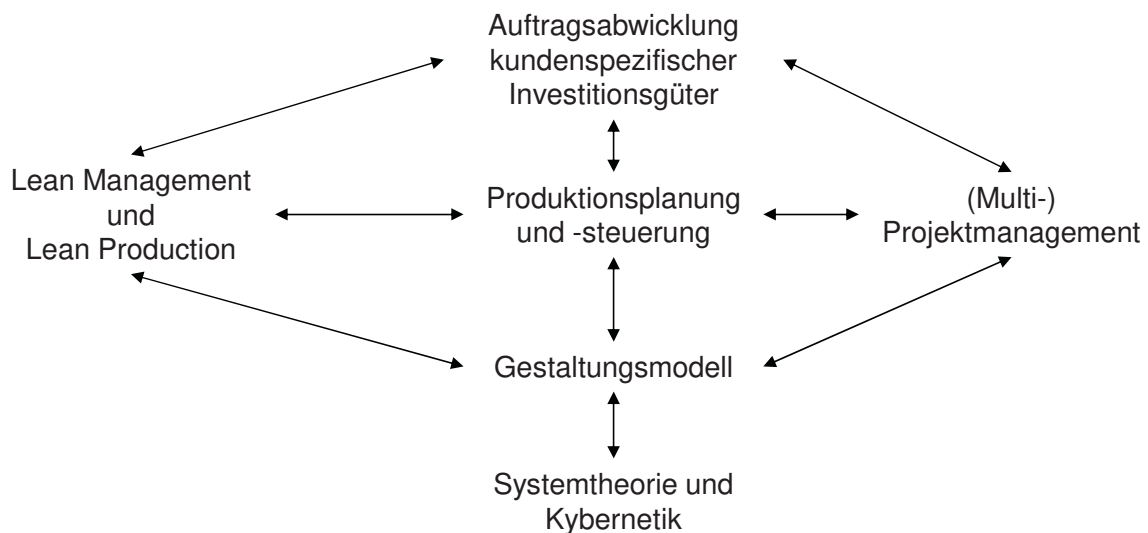 Auftragsabwicklung
kundenspezifischer
Investitionsgüter
Lean Management
und
Lean Production
Produktionsplanung
und -steuerung
(Multi-)
Projektmanagement
Gestaltungsmodell
Systemtheorie und
Kybernetik